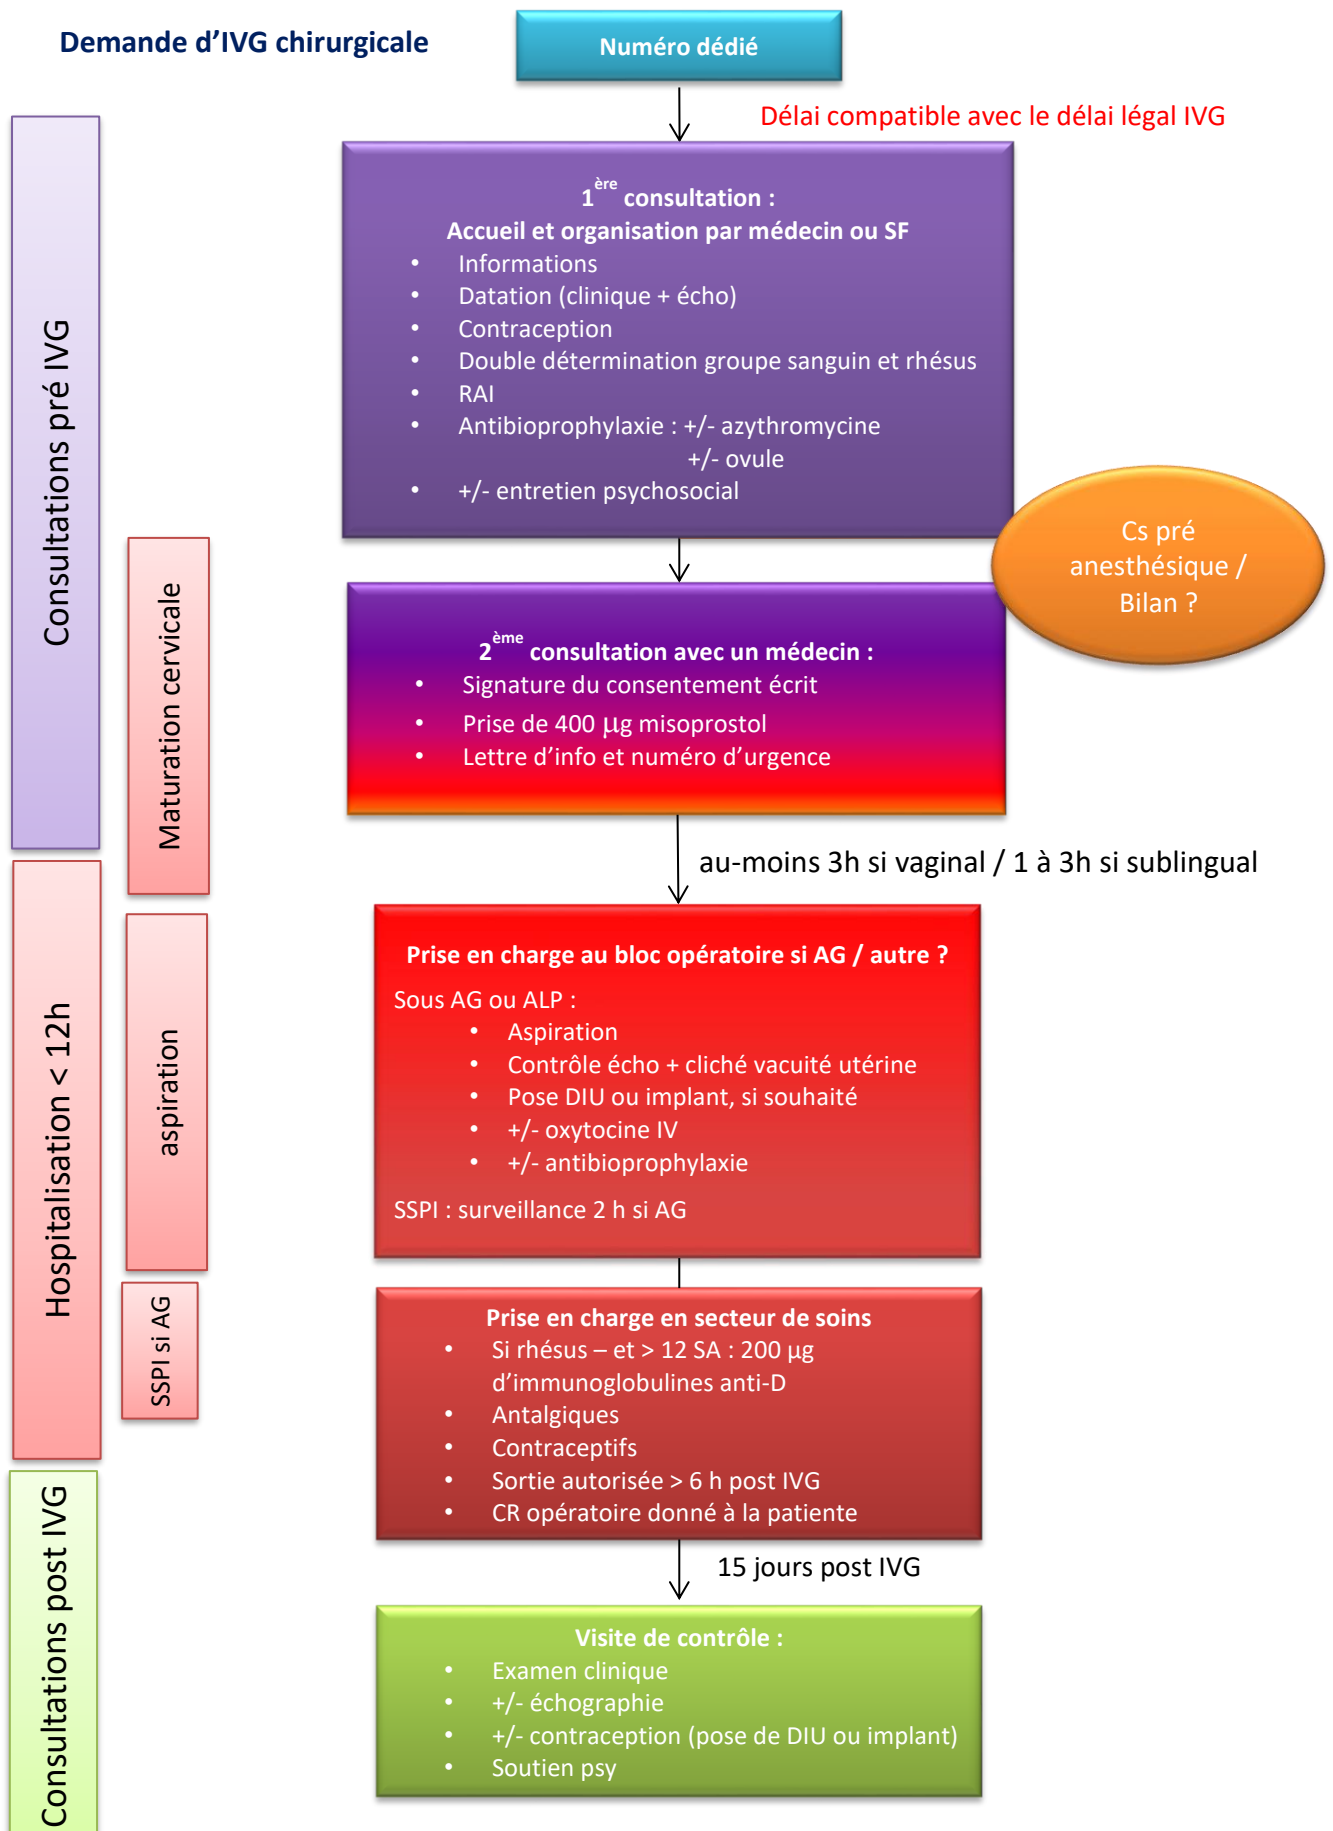 Demande d’IVG chirurgicale
Numéro dédié
Délai compatible avec le délai légal IVG
Consultations pré IVG
1ère consultation :
Accueil et organisation par médecin ou SF
• Informations
• Datation (clinique + écho)
• Contraception
• Double détermination groupe sanguin et rhésus
• RAI
• Antibioprophylaxie : +/- azythromycine
+/- ovule
• +/- entretien psychosocial
Cs pré
anesthésique /
Bilan ?
Maturation cervicale
2ème consultation avec un médecin :
• Signature du consentement écrit
• Prise de 400 µg misoprostol
• Lettre d’info et numéro d’urgence
au-moins 3h si vaginal / 1 à 3h si sublingual
Hospitalisation < 12h
aspiration
Prise en charge au bloc opératoire si AG / autre ?
Sous AG ou ALP :
• Aspiration
• Contrôle écho + cliché vacuité utérine
• Pose DIU ou implant, si souhaité
• +/- oxytocine IV
• +/- antibioprophylaxie
SSPI : surveillance 2 h si AG
SSPI si AG
Prise en charge en secteur de soins
• Si rhésus – et > 12 SA : 200 µg
d’immunoglobulines anti-D
• Antalgiques
• Contraceptifs
• Sortie autorisée > 6 h post IVG
• CR opératoire donné à la patiente
15 jours post IVG
Consultations post IVG
Visite de contrôle :
• Examen clinique
• +/- échographie
• +/- contraception (pose de DIU ou implant)
• Soutien psy